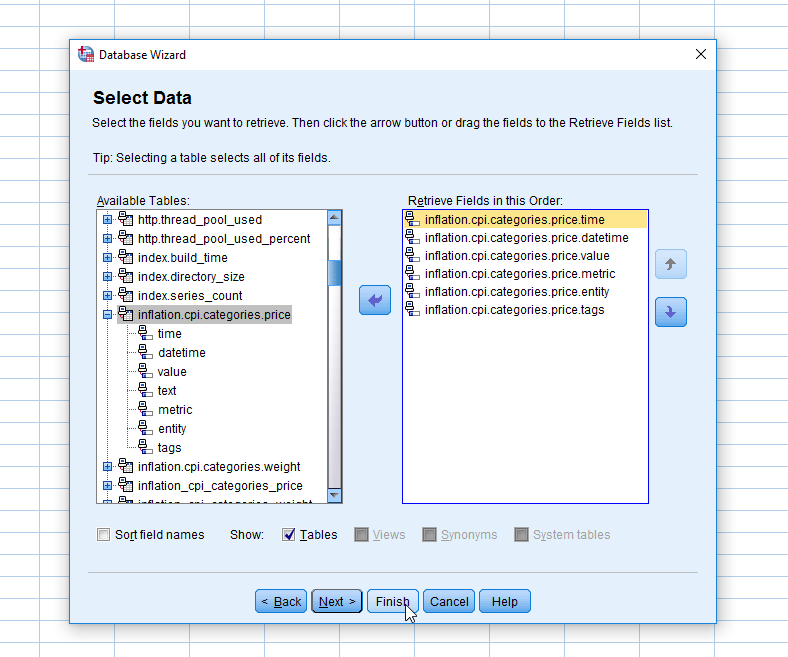 Database Wizard
Select Data
Select the fields you want to retrieve. Then click the arrow button or drag the fields to the Retrieve Fields list.
Tip: Selecting a table selects all of its fields.
Available Tables:
http.thread_pool_used
http.thread_pool_used_percent
index.build_time
index.directory_size
index.series_count
inflation.cpi.categories.price
time
datetime
value
text
metric
entity
tags
inflation.cpi.categories.weight
inflation_cpi_categories_price
inflation_cpi_categories_weight
Retrieve Fields in this Order:
inflation.cpi.categories.price.time
inflation.cpi.categories.price.datetime
inflation.cpi.categories.price.value
inflation.cpi.categories.price.metric
inflation.cpi.categories.price.entity
inflation.cpi.categories.price.tags
Sort field names Show: Tables Views Synonyms System tables
< Back Next > Finish Cancel Help